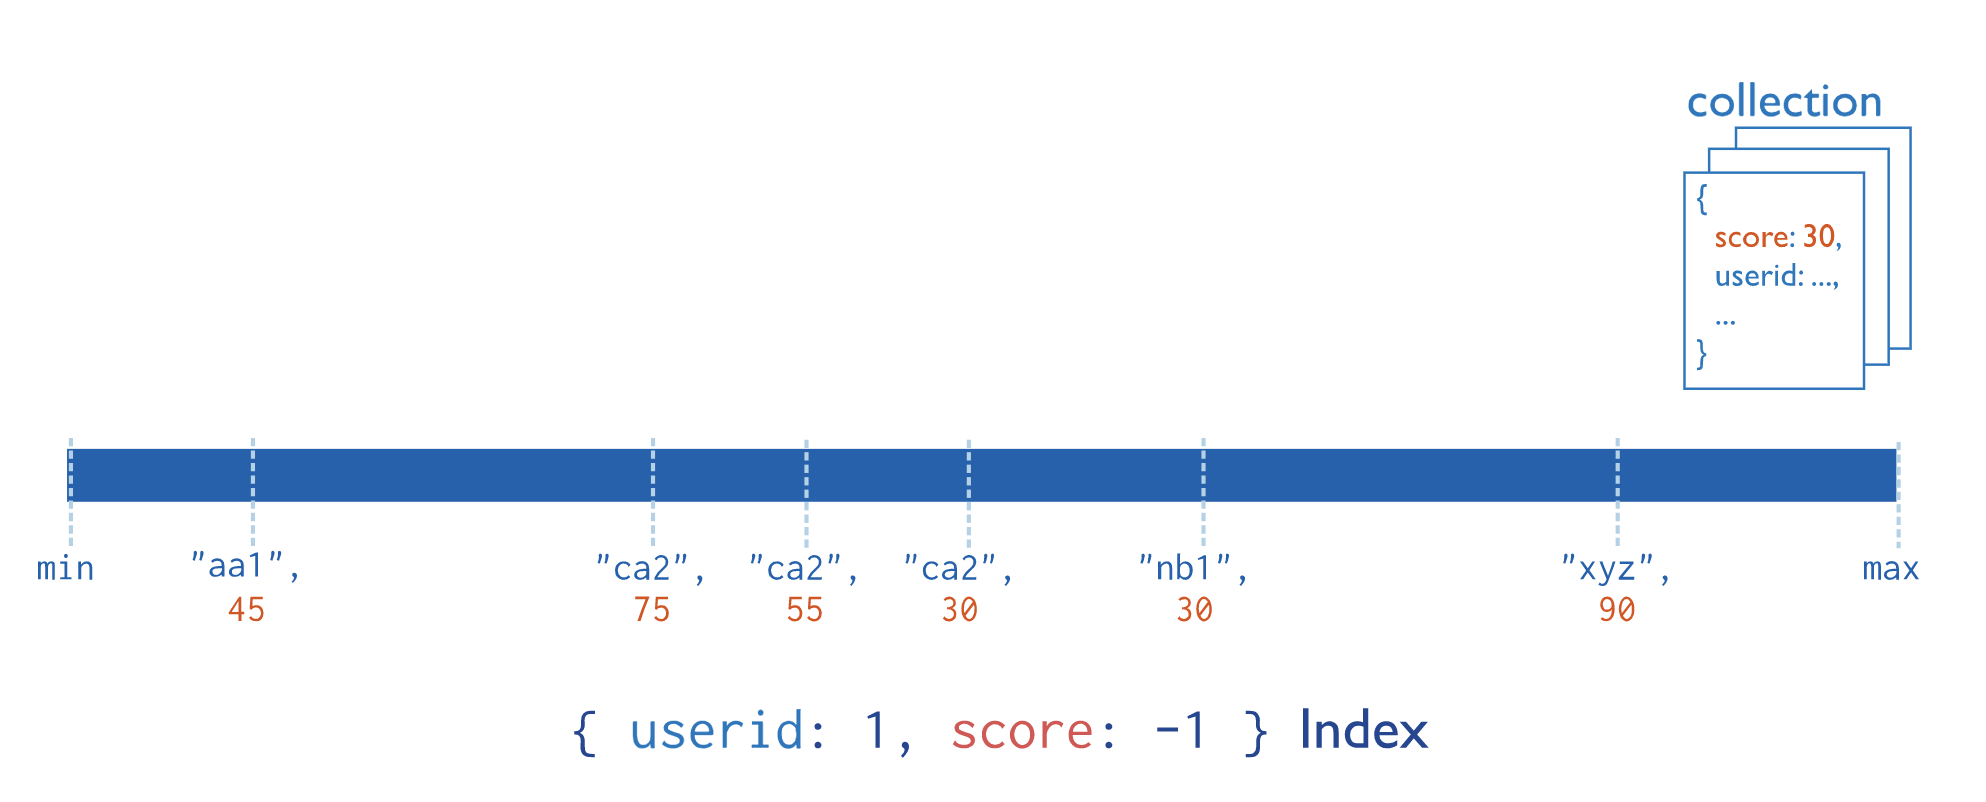 collection
{
score: 30,
userid: ...,
...
}
min "aa1", "ca2", "ca2", "ca2", "nb1", "xyz", max
45 75 55 30 30 90
{ userid: 1, score: -1 } Index